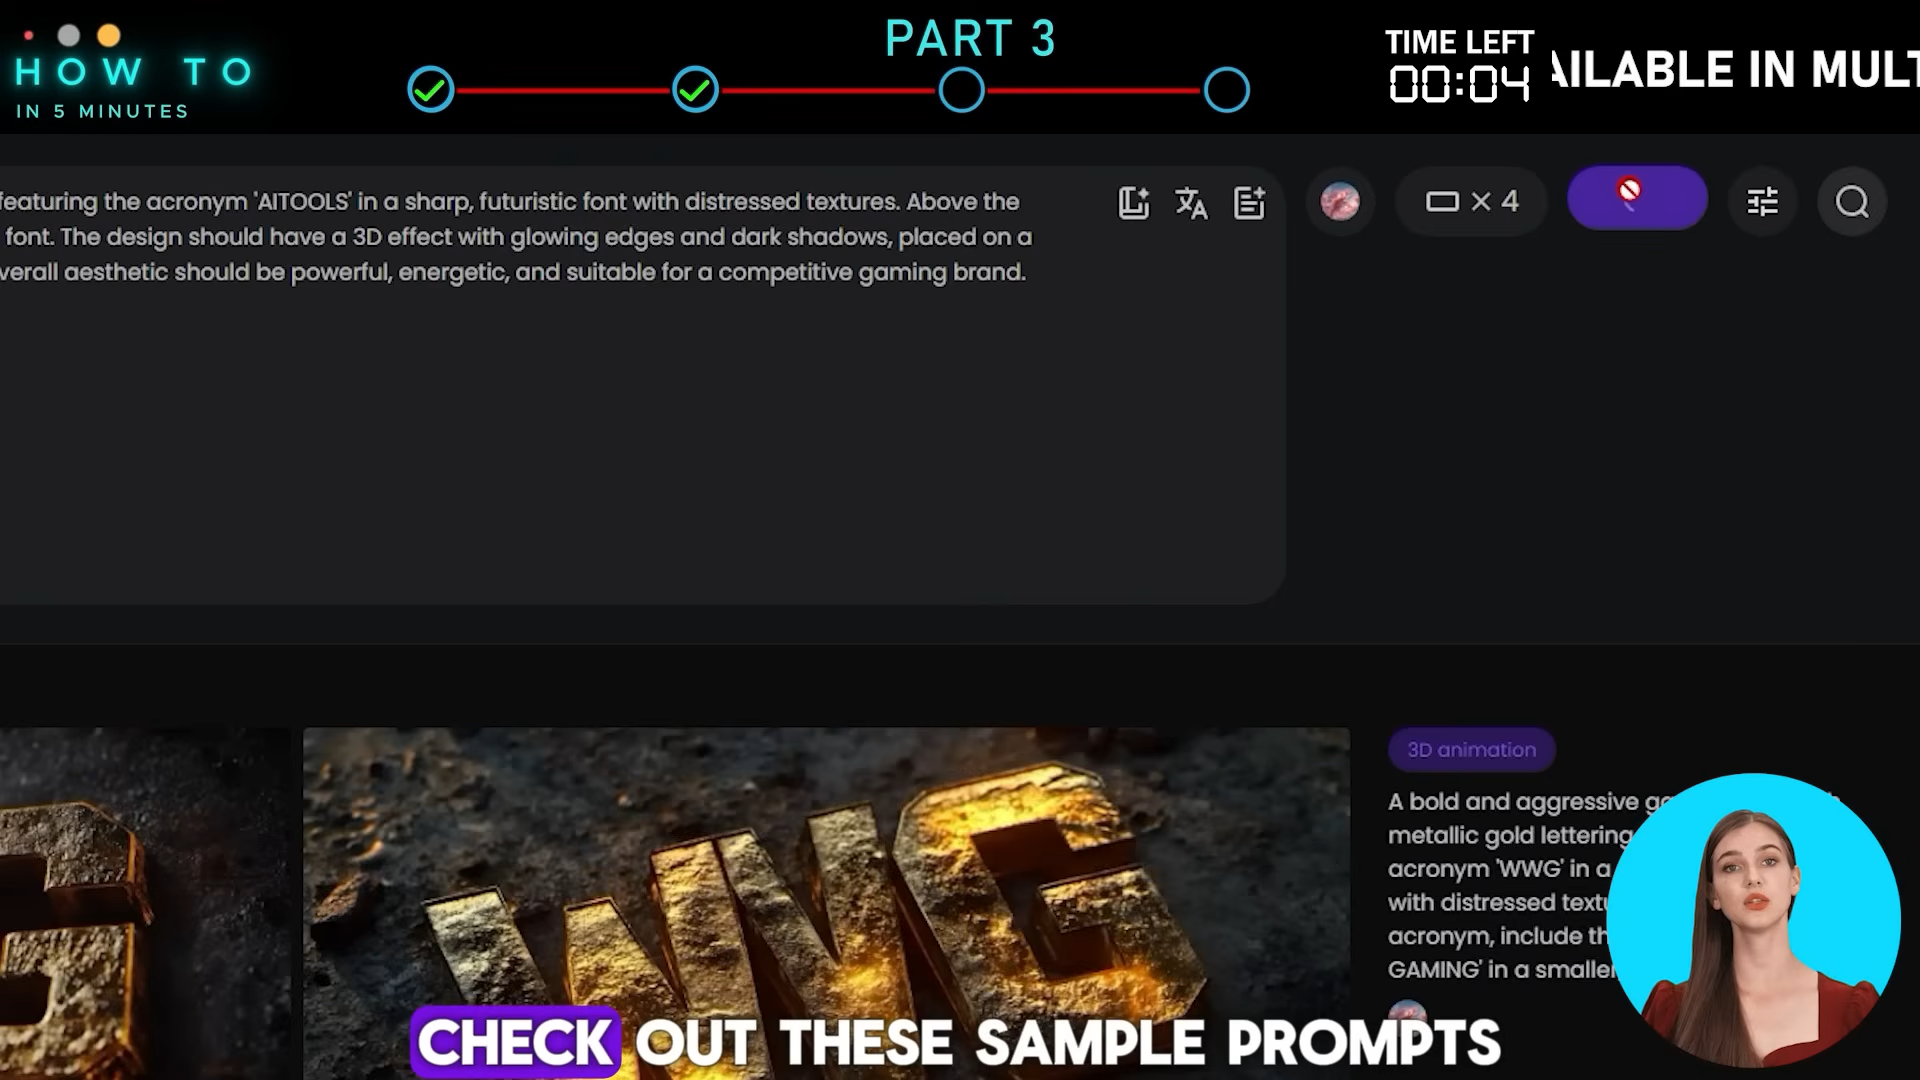 PART 3
HOW TO
IN 5 MINUTES
TIME LEFT
00:04
AILABLE IN MULT
featuring the acronym 'AITOOLS' in a sharp, futuristic font with distressed textures. Above the
font. The design should have a 3D effect with glowing edges and dark shadows, placed on a
verall aesthetic should be powerful, energetic, and suitable for a competitive gaming brand.
× 4
3D animation
A bold and aggressive
metallic gold lettering
acronym 'WWG' in a
with distressed
acronym, include
GAMING' in a smaller
WNG
CHECK OUT THESE SAMPLE PROMPTS